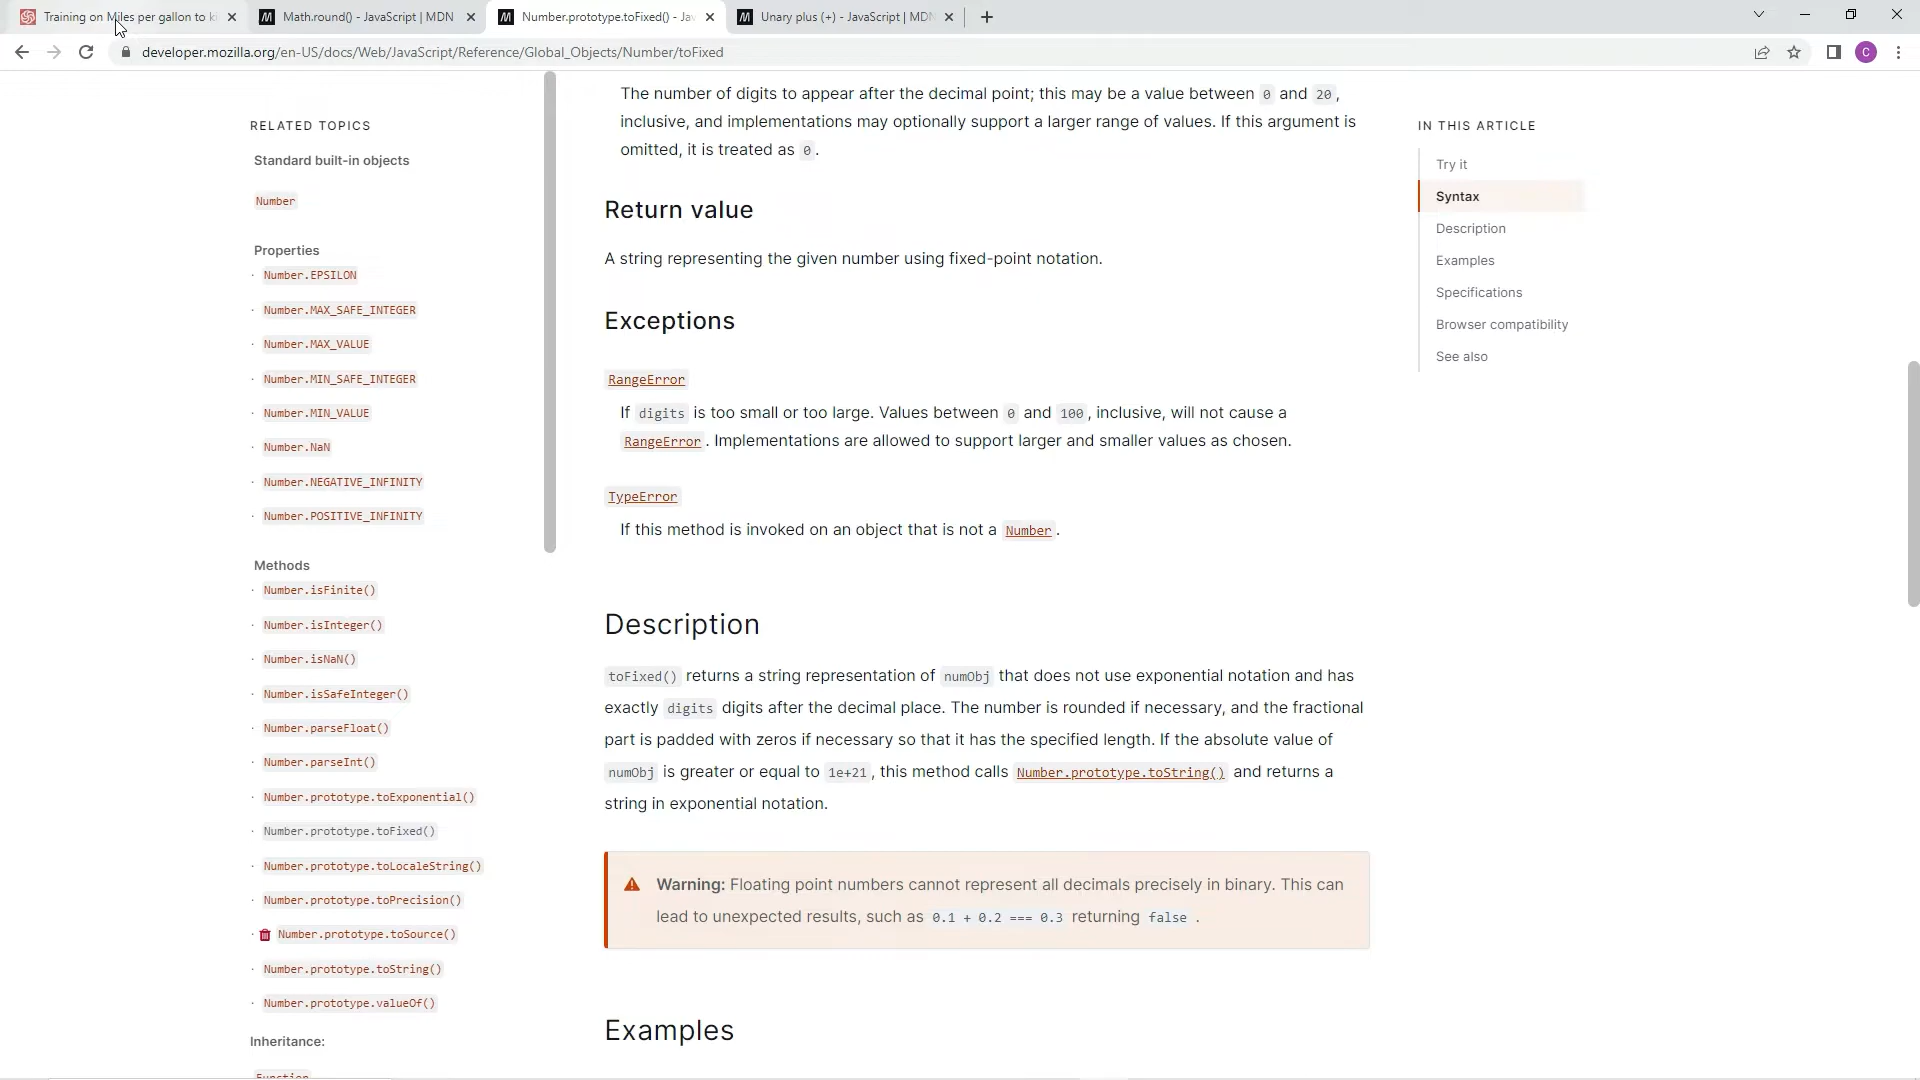 Training on Miles per gallon to ki
Math.round() - JavaScript | MDN
Number.prototype.toFixed() - Jav
Unary plus (+) - JavaScript | MDN
developer.mozilla.org/en-US/docs/Web/JavaScript/Reference/Global_Objects/Number/toFixed
C
RELATED TOPICS
Standard built-in objects
Number
Properties
Number.EPSILON
Number.MAX_SAFE_INTEGER
Number.MAX_VALUE
Number.MIN_SAFE_INTEGER
Number.MIN_VALUE
Number.NaN
Number.NEGATIVE_INFINITY
Number.POSITIVE_INFINITY
Methods
Number.isFinite()
Number.isInteger()
Number.isNaN()
Number.isSafeInteger()
Number.parseFloat()
Number.parseInt()
Number.prototype.toExponential()
Number.prototype.toFixed()
Number.prototype.toLocaleString()
Number.prototype.toPrecision()
Number.prototype.toSource()
Number.prototype.toString()
Number.prototype.valueOf()
Inheritance:
Function
The number of digits to appear after the decimal point; this may be a value between 0 and 20,
inclusive, and implementations may optionally support a larger range of values. If this argument is
omitted, it is treated as 0.
Return value
A string representing the given number using fixed-point notation.
Exceptions
RangeError
If digits is too small or too large. Values between 0 and 100, inclusive, will not cause a
RangeError. Implementations are allowed to support larger and smaller values as chosen.
TypeError
If this method is invoked on an object that is not a Number.
Description
toFixed() returns a string representation of numObj that does not use exponential notation and has
exactly digits digits after the decimal place. The number is rounded if necessary, and the fractional
part is padded with zeros if necessary so that it has the specified length. If the absolute value of
numObj is greater or equal to 1e+21, this method calls Number.prototype.toString() and returns a
string in exponential notation.
Warning: Floating point numbers cannot represent all decimals precisely in binary. This can
lead to unexpected results, such as 0.1 + 0.2 === 0.3 returning false .
Examples
IN THIS ARTICLE
Try it
Syntax
Description
Examples
Specifications
Browser compatibility
See also